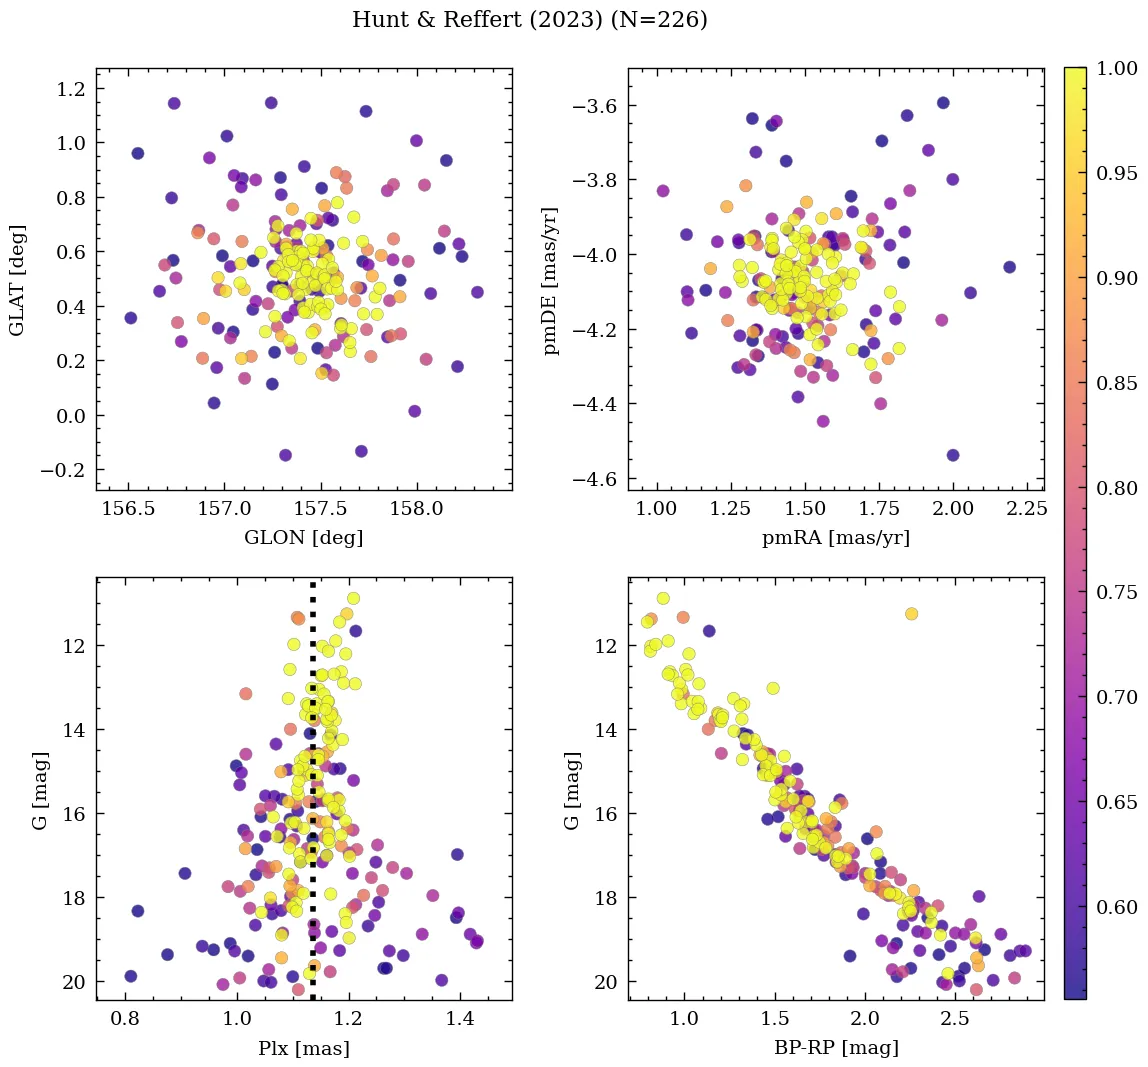 Hunt & Reffert (2023) (N=226)
1.2
1.0
0.8
0.6
0.4
0.2
0.0
−0.2
GLAT [deg]
156.5 157.0 157.5 158.0
GLON [deg]
−3.6
−3.8
−4.0
−4.2
−4.4
−4.6
pmDE [mas/yr]
1.00 1.25 1.50 1.75 2.00 2.25
pmRA [mas/yr]
12
14
16
18
20
G [mag]
0.8 1.0 1.2 1.4
Plx [mas]
12
14
16
18
20
G [mag]
1.0 1.5 2.0 2.5
BP-RP [mag]
1.00
0.95
0.90
0.85
0.80
0.75
0.70
0.65
0.60